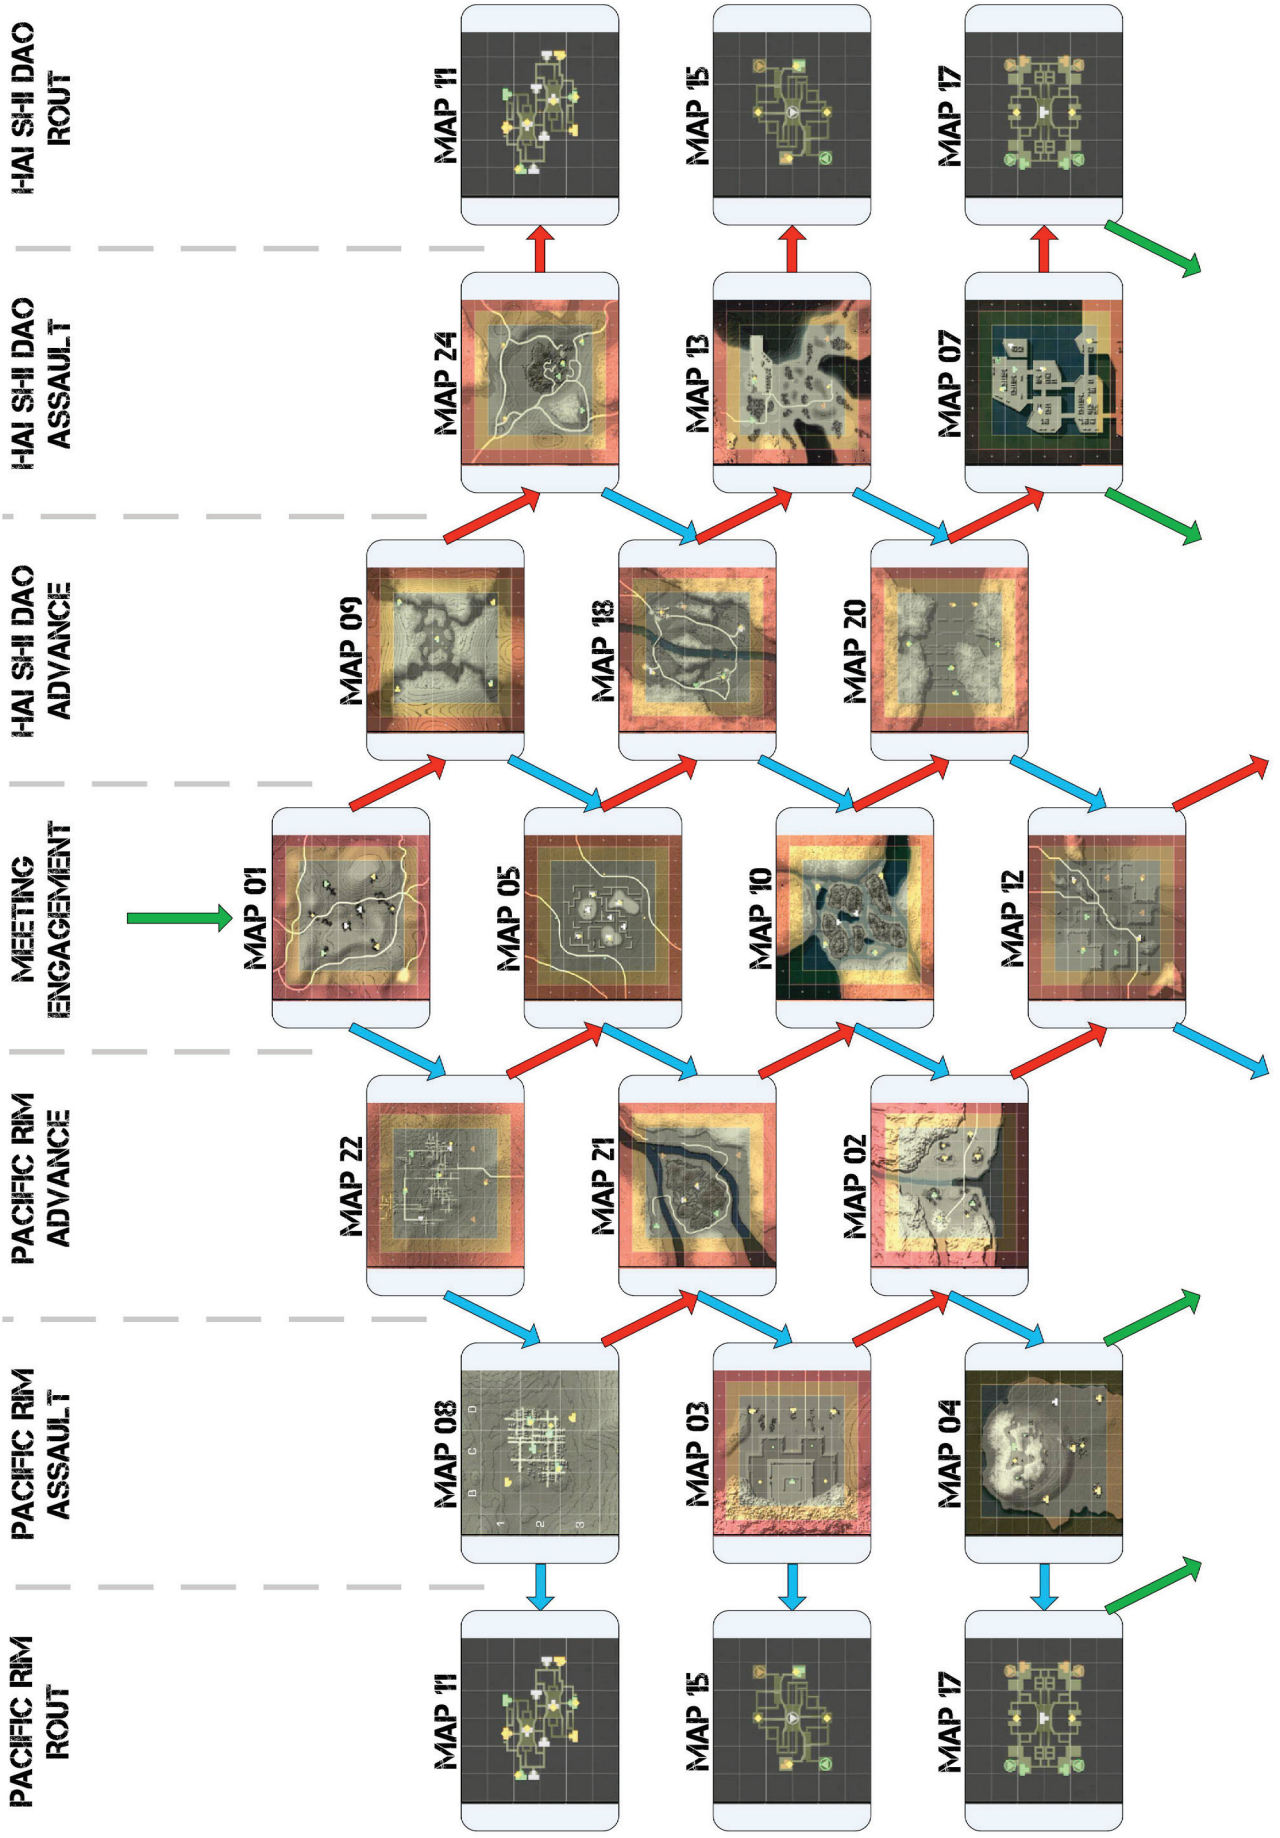 PACIFIC RIM
ROUT
PACIFIC RIM
ASSAULT
PACIFIC RIM
ADVANCE
MEETING
ENGAGEMENT
HAI SHI DAO
ADVANCE
HAI SHI DAO
ASSAULT
HAI SHI DAO
ROUT
MAP 01
MAP 22
MAP 09
MAP 11
MAP 08
B C D
1
2
3
MAP 24
MAP 11
MAP 05
MAP 21
MAP 18
MAP 15
MAP 03
MAP 13
MAP 15
MAP 10
MAP 02
MAP 20
MAP 17
MAP 04
MAP 07
MAP 17
MAP 12